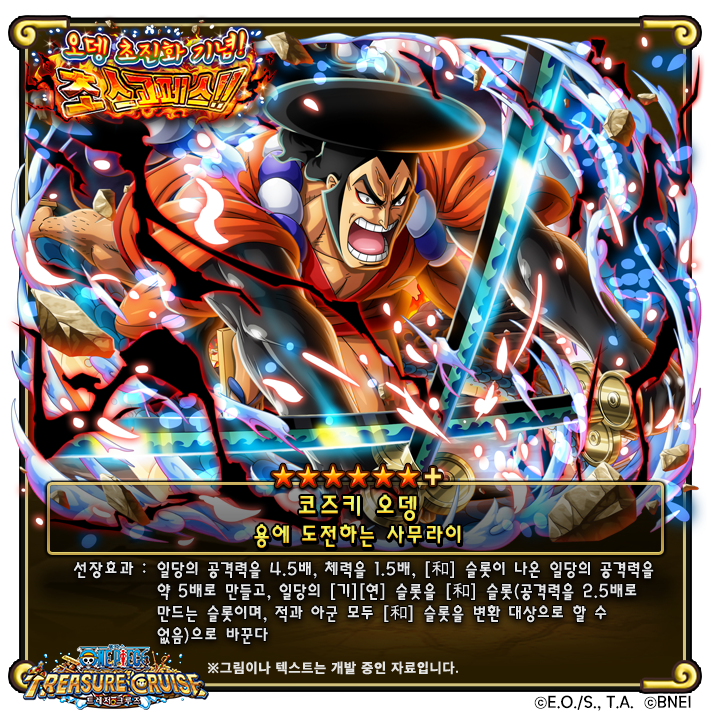 오뎅 초진화 기념!
초 스고페스!!
★★★★★★+
코즈키 오뎅
용에 도전하는 사무라이
선장효과 : 일당의 공격력을 4.5배, 체력을 1.5배, [和] 슬롯이 나온 일당의 공격력을
약 5배로 만들고, 일당의 [기][연] 슬롯을 [和] 슬롯(공격력을 2.5배로
만드는 슬롯이며, 적과 아군 모두 [和] 슬롯을 변환 대상으로 할 수
없음)으로 바꾼다
ONE PIECE
TREASURE CRUISE
트레저 크루즈
※그림이나 텍스트는 개발 중인 자료입니다.
©E.O./S., T.A. ©BNEI